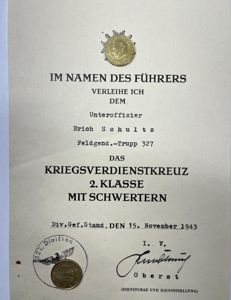 IM NAMEN DES FÜHRERS
VERLEIHE ICH
DEM
Unteroffizier
Erich Schultz
Feldgend.-Trupp 327
DAS
KRIEGSVERDIENSTKREUZ
2. KLASSE
MIT SCHWERTERN
Div.Gef.Stand, DEN 15. November 1943
I. V.
Oberst
(DIENSTGRAD UND DIENSTSTELLUNG)
Division